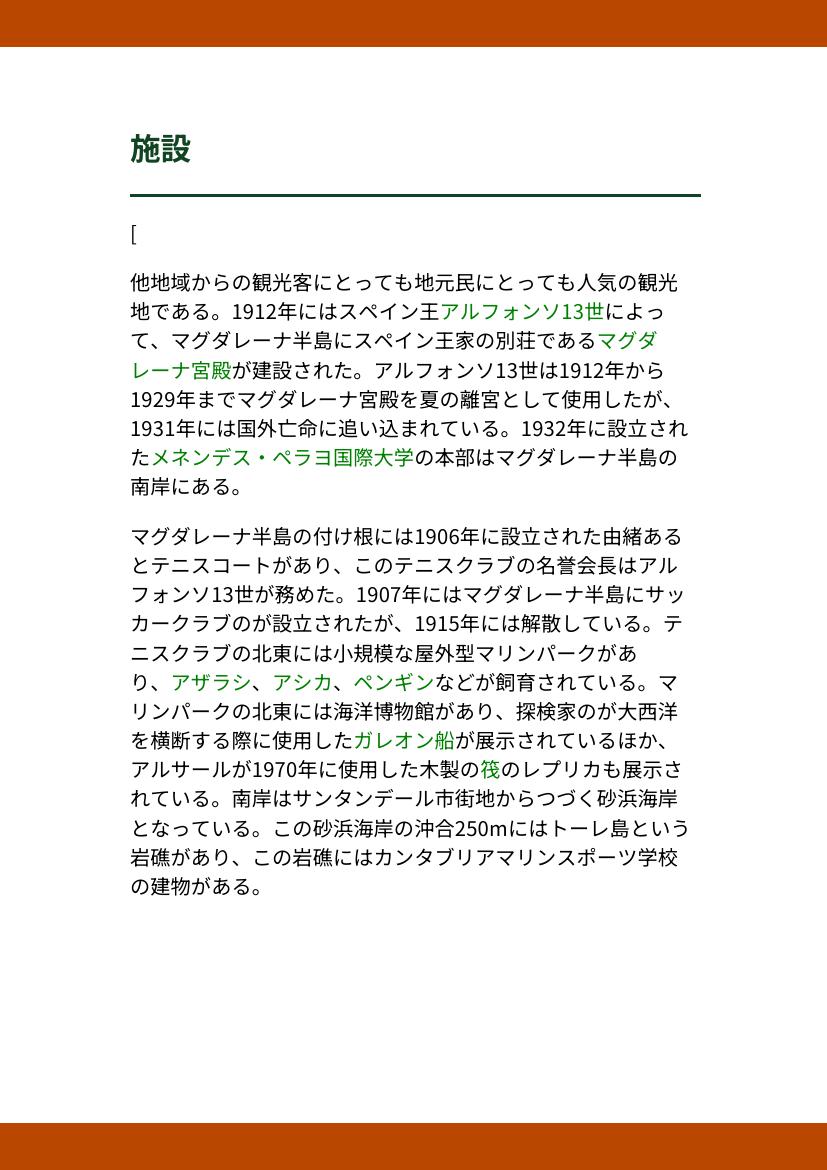 施設
[
他地域からの観光客にとっても地元民にとっても人気の観光
地である。1912年にはスペイン王アルフォンソ13世によっ
て、マグダレーナ半島にスペイン王家の別荘であるマグダ
レーナ宮殿が建設された。アルフォンソ13世は1912年から
1929年までマグダレーナ宮殿を夏の離宮として使用したが、
1931年には国外亡命に追い込まれている。1932年に設立され
たメネンデス・ペラヨ国際大学の本部はマグダレーナ半島の
南岸にある。
マグダレーナ半島の付け根には1906年に設立された由緒ある
とテニスコートがあり、このテニスクラブの名誉会長はアル
フォンソ13世が務めた。1907年にはマグダレーナ半島にサッ
カークラブのが設立されたが、1915年には解散している。テ
ニスクラブの北東には小規模な屋外型マリンパークがあ
り、アザラシ、アシカ、ペンギンなどが飼育されている。マ
リンパークの北東には海洋博物館があり、探検家のが大西洋
を横断する際に使用したガレオン船が展示されているほか、
アルサールが1970年に使用した木製の筏のレプリカも展示さ
れている。南岸はサンタンデール市街地からつづく砂浜海岸
となっている。この砂浜海岸の沖合250mにはトーレ島という
岩礁があり、この岩礁にはカンタブリアマリンスポーツ学校
の建物がある。